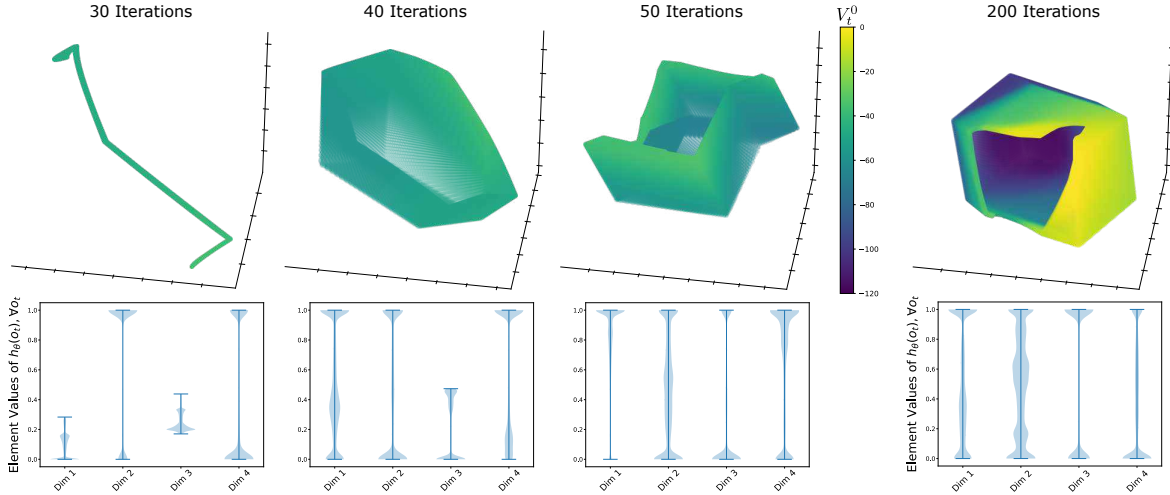 30 Iterations
40 Iterations
50 Iterations
200 Iterations
V_t^0
0
−20
−40
−60
−80
−100
−120
Element Values of h_θ(o_t), ∀o_t
1.0
0.8
0.6
0.4
0.2
0.0
Dim 1
Dim 2
Dim 3
Dim 4
1.0
0.8
0.6
0.4
0.2
0.0
Dim 1
Dim 2
Dim 3
Dim 4
1.0
0.8
0.6
0.4
0.2
0.0
Dim 1
Dim 2
Dim 3
Dim 4
Element Values of h_θ(o_t), ∀o_t
1.0
0.8
0.6
0.4
0.2
0.0
Dim 1
Dim 2
Dim 3
Dim 4